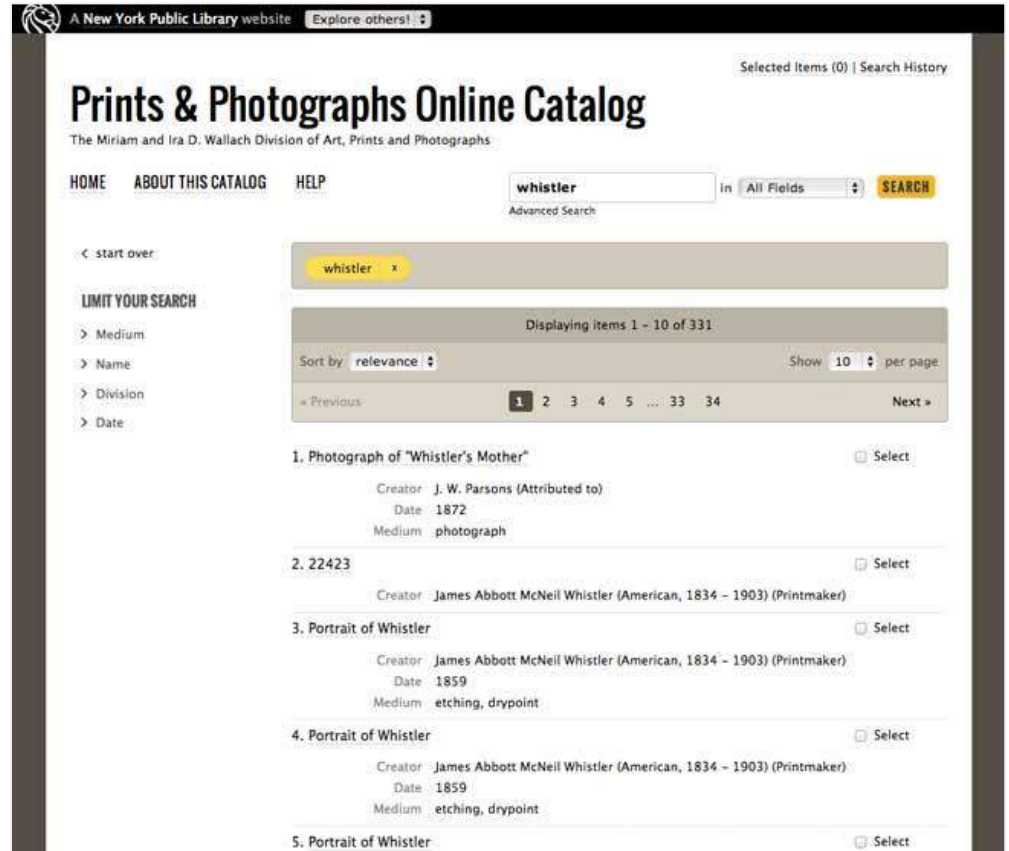 A New York Public Library website Explore others!
Selected Items (0) | Search History
Prints & Photographs Online Catalog
The Miriam and Ira D. Wallach Division of Art, Prints and Photographs
HOME ABOUT THIS CATALOG HELP
whistler in All Fields SEARCH
Advanced Search
< start over
whistler x
LIMIT YOUR SEARCH
> Medium
> Name
> Division
> Date
Displaying items 1 - 10 of 331
Sort by relevance Show 10 per page
« Previous 1 2 3 4 5 ... 33 34 Next »
1. Photograph of "Whistler's Mother" Select
Creator J. W. Parsons (Attributed to)
Date 1872
Medium photograph
2. 22423 Select
Creator James Abbott McNeil Whistler (American, 1834 - 1903) (Printmaker)
3. Portrait of Whistler Select
Creator James Abbott McNeil Whistler (American, 1834 - 1903) (Printmaker)
Date 1859
Medium etching, drypoint
4. Portrait of Whistler Select
Creator James Abbott McNeil Whistler (American, 1834 - 1903) (Printmaker)
Date 1859
Medium etching, drypoint
5. Portrait of Whistler Select